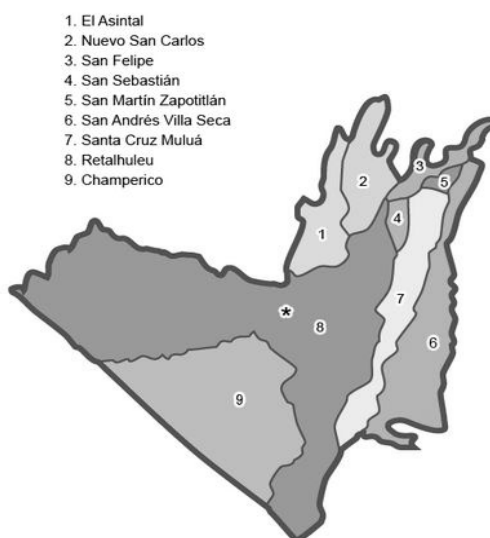 1. El Asintal
2. Nuevo San Carlos
3. San Felipe
4. San Sebastián
5. San Martín Zapotitlán
6. San Andrés Villa Seca
7. Santa Cruz Muluá
8. Retalhuleu
9. Champerico
3
2
5
4
1
7
* 8
6
9